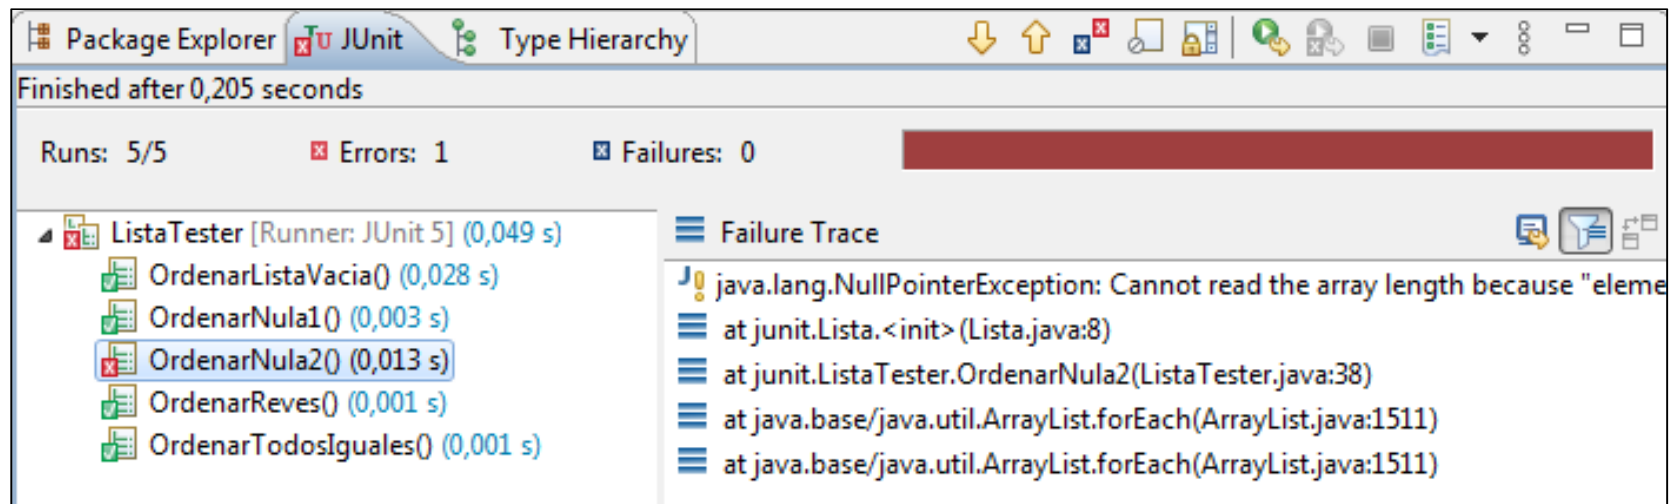 Package Explorer JUnit Type Hierarchy
Finished after 0,205 seconds
Runs: 5/5 Errors: 1 Failures: 0
ListaTester [Runner: JUnit 5] (0,049 s)
OrdenarListaVacia() (0,028 s)
OrdenarNula1() (0,003 s)
OrdenarNula2() (0,013 s)
OrdenarReves() (0,001 s)
OrdenarTodosIguales() (0,001 s)
Failure Trace
java.lang.NullPointerException: Cannot read the array length because "eleme
at junit.Lista.<init>(Lista.java:8)
at junit.ListaTester.OrdenarNula2(ListaTester.java:38)
at java.base/java.util.ArrayList.forEach(ArrayList.java:1511)
at java.base/java.util.ArrayList.forEach(ArrayList.java:1511)